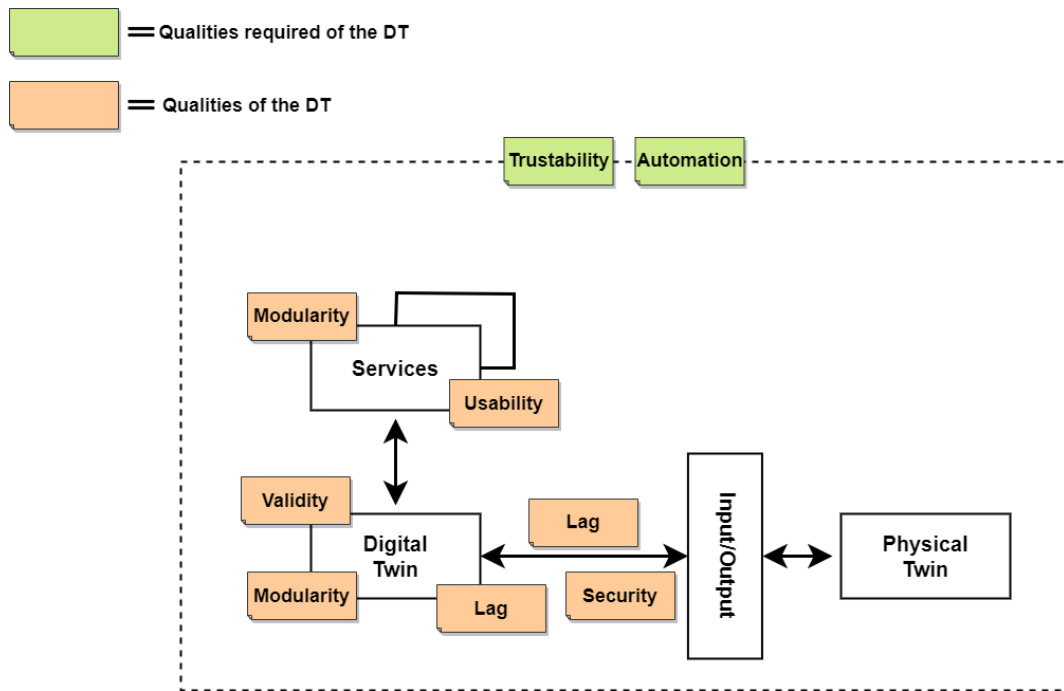 Qualities required of the DT
Qualities of the DT
Trustability
Automation
Modularity
Services
Usability
Validity
Digital
Twin
Modularity
Lag
Lag
Security
Input/Output
Physical
Twin